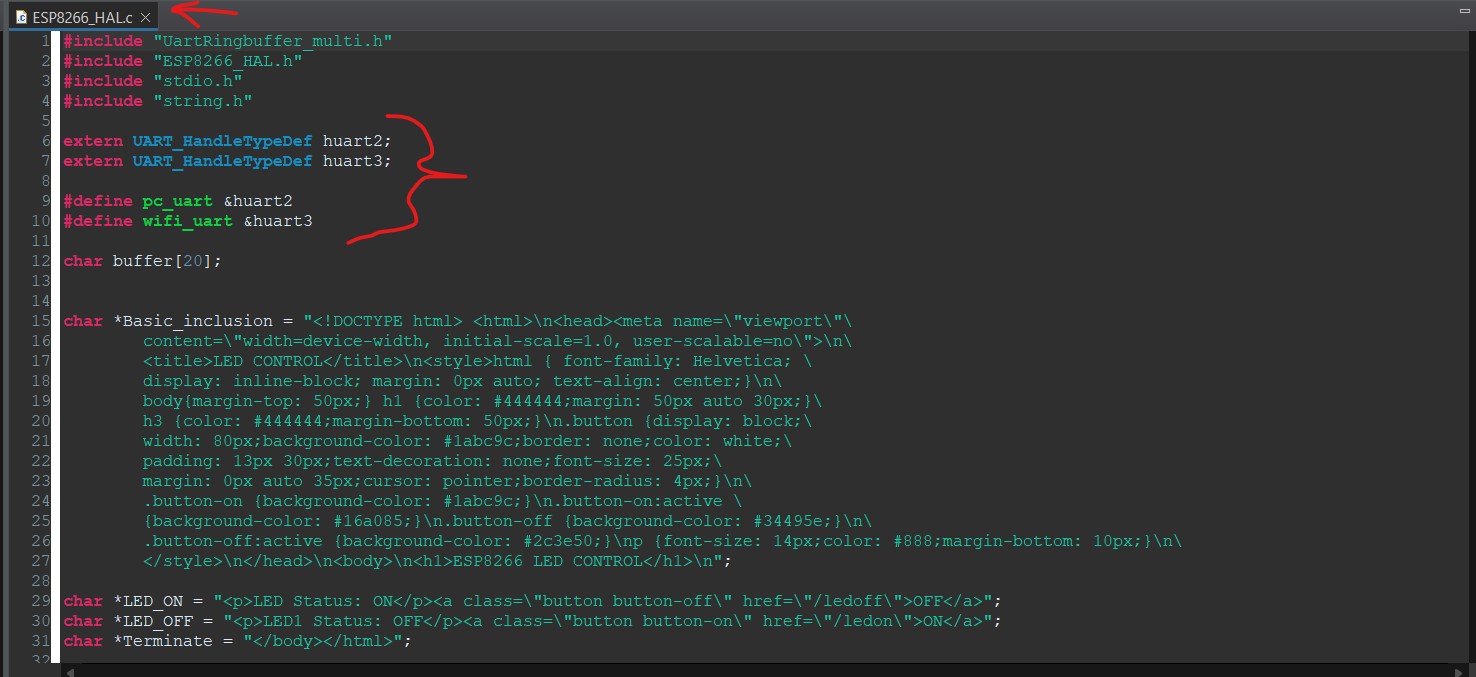 ESP8266_HAL.c
1 #include "UartRingbuffer_multi.h"
2 #include "ESP8266_HAL.h"
3 #include "stdio.h"
4 #include "string.h"
5
6 extern UART_HandleTypeDef huart2;
7 extern UART_HandleTypeDef huart3;
8
9 #define pc_uart &huart2
10 #define wifi_uart &huart3
11
12 char buffer[20];
13
14
15 char *Basic_inclusion = "<!DOCTYPE html> <html>\n<head><meta name=\"viewport\"\
16 content=\"width=device-width, initial-scale=1.0, user-scalable=no\">\n\
17 <title>LED CONTROL</title>\n<style>html { font-family: Helvetica; \
18 display: inline-block; margin: 0px auto; text-align: center;}\n\
19 body{margin-top: 50px;} h1 {color: #444444;margin: 50px auto 30px;}\
20 h3 {color: #444444;margin-bottom: 50px;}\n.button {display: block;\
21 width: 80px;background-color: #1abc9c;border: none;color: white;\
22 padding: 13px 30px;text-decoration: none;font-size: 25px;\
23 margin: 0px auto 35px;cursor: pointer;border-radius: 4px;}\n\
24 .button-on {background-color: #1abc9c;}\n.button-on:active \
25 {background-color: #16a085;}\n.button-off {background-color: #34495e;}\n\
26 .button-off:active {background-color: #2c3e50;}\np {font-size: 14px;color: #888;margin-bottom: 10px;}\n\
27 </style>\n</head>\n<body>\n<h1>ESP8266 LED CONTROL</h1>\n";
28
29 char *LED_ON = "<p>LED Status: ON</p><a class=\"button button-off\" href=\"/ledoff\">OFF</a>";
30 char *LED_OFF = "<p>LED1 Status: OFF</p><a class=\"button button-on\" href=\"/ledon\">ON</a>";
31 char *Terminate = "</body></html>";
32